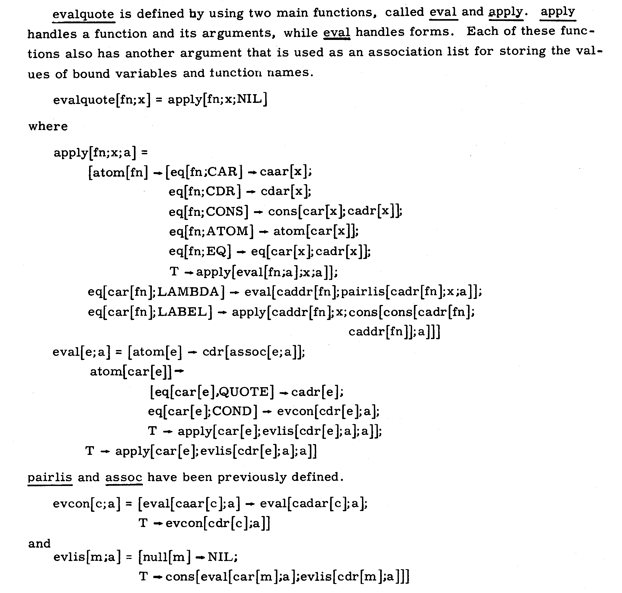 evalquote is defined by using two main functions, called eval and apply. apply
handles a function and its arguments, while eval handles forms. Each of these func-
tions also has another argument that is used as an association list for storing the val-
ues of bound variables and function names.
evalquote[fn;x] = apply[fn;x;NIL]
where
apply[fn;x;a] =
[atom[fn] → [eq[fn;CAR] → caar[x];
eq[fn;CDR] → cdar[x];
eq[fn;CONS] → cons[car[x];cadr[x]];
eq[fn;ATOM] → atom[car[x]];
eq[fn;EQ] → eq[car[x];cadr[x]];
T → apply[eval[fn;a];x;a]];
eq[car[fn];LAMBDA] → eval[caddr[fn];pairlis[cadr[fn];x;a]];
eq[car[fn];LABEL] → apply[caddr[fn];x;cons[cons[cadr[fn];
caddr[fn]];a]]]
eval[e;a] = [atom[e] → cdr[assoc[e;a]];
atom[car[e]] →
[eq[car[e],QUOTE] → cadr[e];
eq[car[e];COND] → evcon[cdr[e];a];
T → apply[car[e];evlis[cdr[e];a];a]];
T → apply[car[e];evlis[cdr[e];a];a]]
pairlis and assoc have been previously defined.
evcon[c;a] = [eval[caar[c];a] → eval[cadar[c];a];
T → evcon[cdr[c];a]]
and
evlis[m;a] = [null[m] → NIL;
T → cons[eval[car[m];a];evlis[cdr[m];a]]]